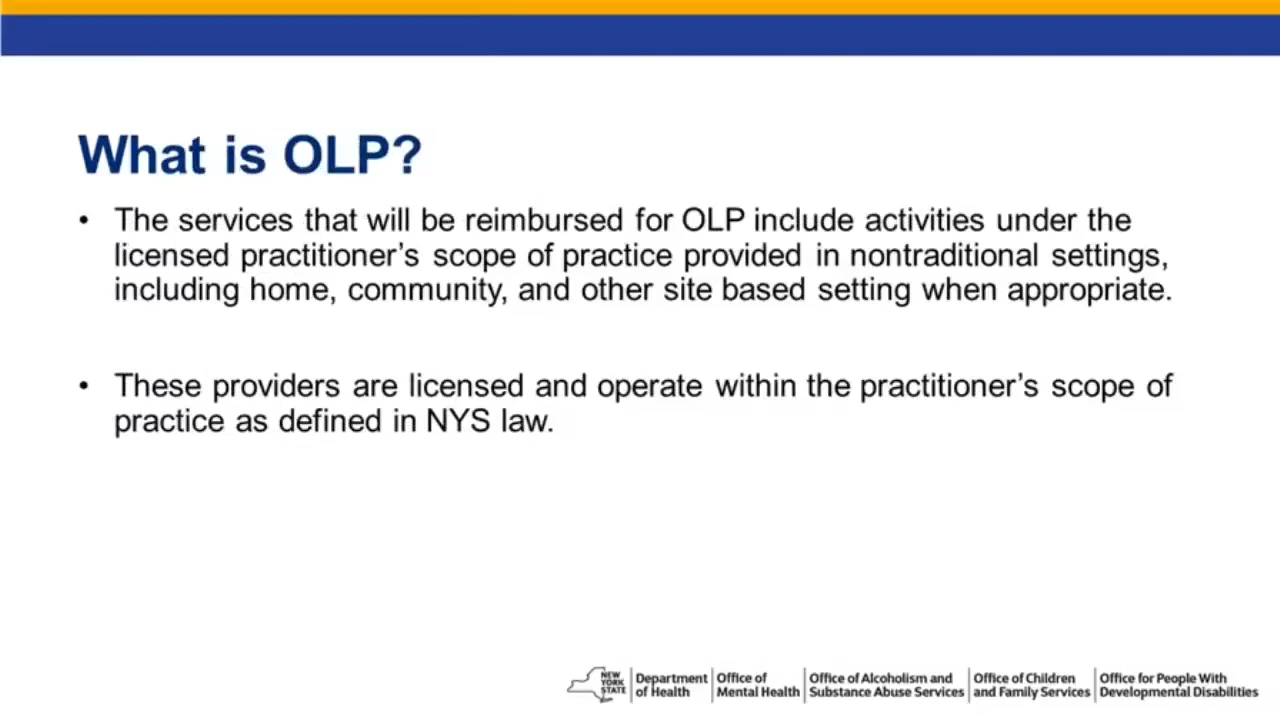 What is OLP?
• The services that will be reimbursed for OLP include activities under the
licensed practitioner’s scope of practice provided in nontraditional settings,
including home, community, and other site based setting when appropriate.
• These providers are licensed and operate within the practitioner’s scope of
practice as defined in NYS law.
NEW
YORK
STATE
Department
of Health
Office of
Mental Health
Office of Alcoholism and
Substance Abuse Services
Office of Children
and Family Services
Office for People With
Developmental Disabilities